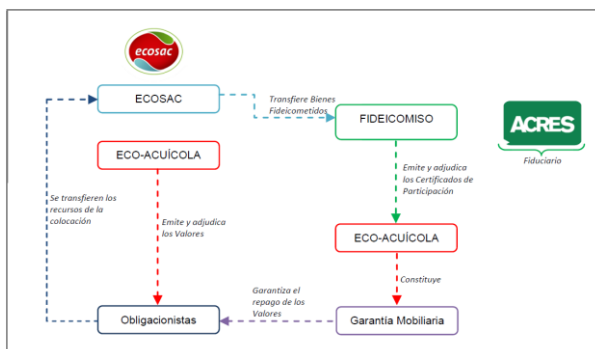 ecosac
ECOSAC
Transfiere Bienes
Fideicometidos
FIDEICOMISO
ACRES
Fiduciario
ECO-ACUÍCOLA
Se transfieren los
recursos de la
colocación
Emite y adjudica
los Valores
Emite y adjudica
los Certificados de
Participación
ECO-ACUÍCOLA
Constituye
Garantiza el
repago de los
Valores
Obligacionistas
Garantía Mobiliaria